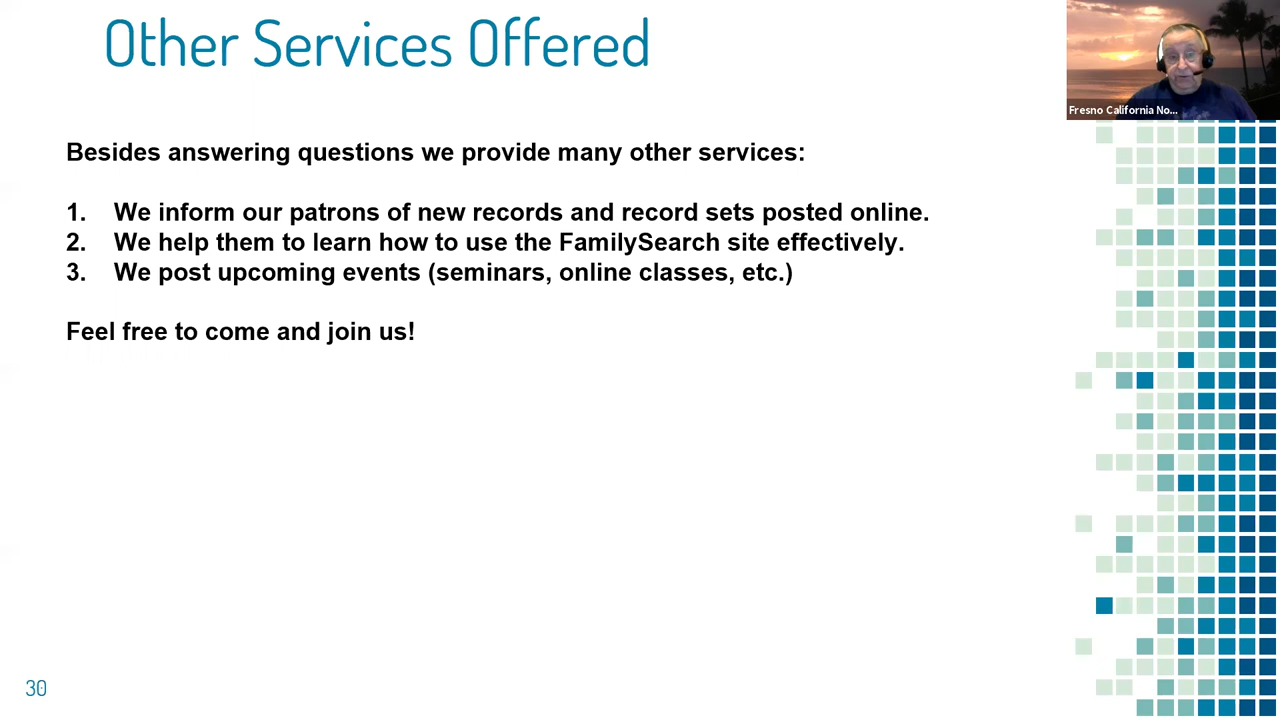 Other Services Offered
Fresno California No...
Besides answering questions we provide many other services:
1. We inform our patrons of new records and record sets posted online.
2. We help them to learn how to use the FamilySearch site effectively.
3. We post upcoming events (seminars, online classes, etc.)
Feel free to come and join us!
30